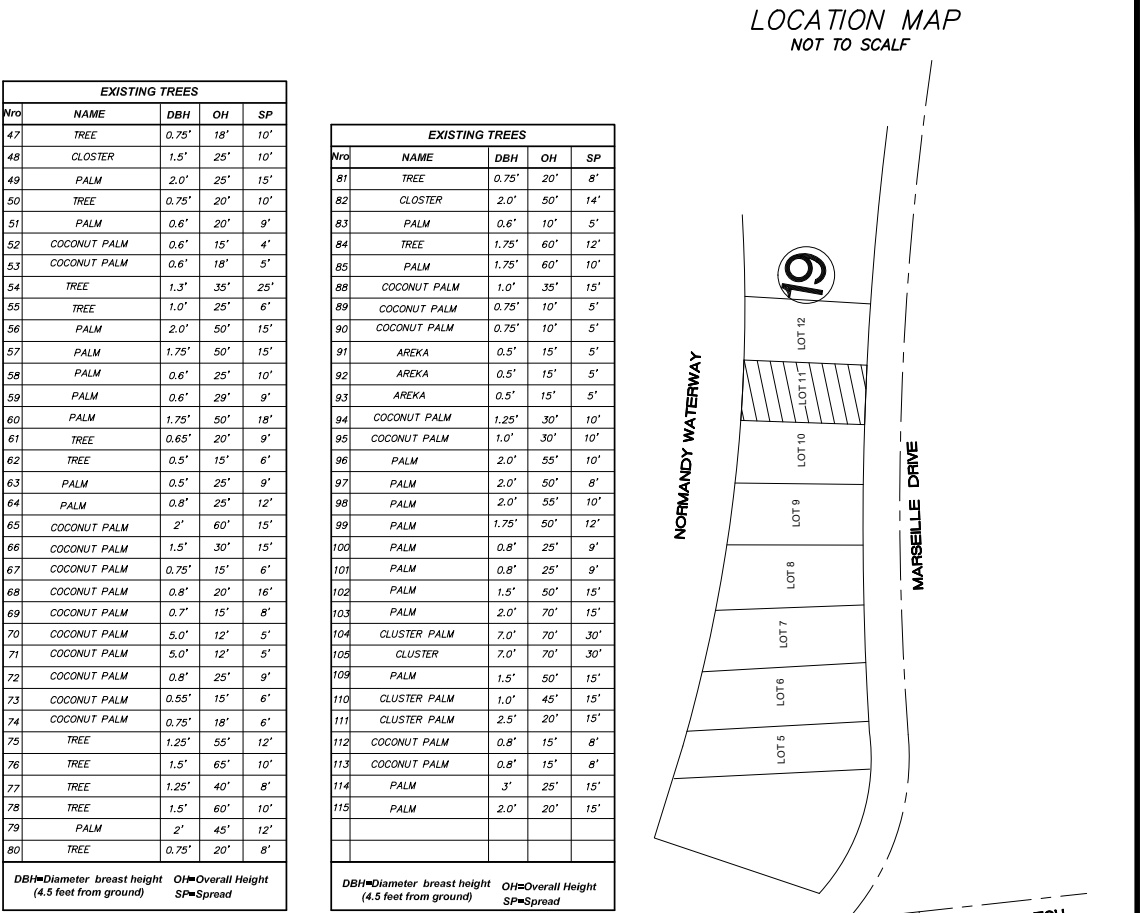 LOCATION MAP
NOT TO SCALF
EXISTING TREES
Nro NAME DBH OH SP
47 TREE 0.75' 18' 10'
48 CLOSTER 1.5' 25' 10'
49 PALM 2.0' 25' 15'
50 TREE 0.75' 20' 10'
51 PALM 0.6' 20' 9'
52 COCONUT PALM 0.6' 15' 4'
53 COCONUT PALM 0.6' 18' 5'
54 TREE 1.3' 35' 25'
55 TREE 1.0' 25' 6'
56 PALM 2.0' 50' 15'
57 PALM 1.75' 50' 15'
58 PALM 0.6' 25' 10'
59 PALM 0.6' 29' 9'
60 PALM 1.75' 50' 18'
61 TREE 0.65' 20' 9'
62 TREE 0.5' 15' 6'
63 PALM 0.5' 25' 9'
64 PALM 0.8' 25' 12'
65 COCONUT PALM 2' 60' 15'
66 COCONUT PALM 1.5' 30' 15'
67 COCONUT PALM 0.75' 15' 6'
68 COCONUT PALM 0.8' 20' 16'
69 COCONUT PALM 0.7' 15' 8'
70 COCONUT PALM 5.0' 12' 5'
71 COCONUT PALM 5.0' 12' 5'
72 COCONUT PALM 0.8' 25' 9'
73 COCONUT PALM 0.55' 15' 6'
74 COCONUT PALM 0.75' 18' 6'
75 TREE 1.25' 55' 12'
76 TREE 1.5' 65' 10'
77 TREE 1.25' 40' 8'
78 TREE 1.5' 60' 10'
79 PALM 2' 45' 12'
80 TREE 0.75' 20' 8'
DBH=Diameter breast height OH=Overall Height
(4.5 feet from ground) SP=Spread
EXISTING TREES
Nro NAME DBH OH SP
81 TREE 0.75' 20' 8'
82 CLOSTER 2.0' 50' 14'
83 PALM 0.6' 10' 5'
84 TREE 1.75' 60' 12'
85 PALM 1.75' 60' 10'
88 COCONUT PALM 1.0' 35' 15'
89 COCONUT PALM 0.75' 10' 5'
90 COCONUT PALM 0.75' 10' 5'
91 AREKA 0.5' 15' 5'
92 AREKA 0.5' 15' 5'
93 AREKA 0.5' 15' 5'
94 COCONUT PALM 1.25' 30' 10'
95 COCONUT PALM 1.0' 30' 10'
96 PALM 2.0' 55' 10'
97 PALM 2.0' 50' 8'
98 PALM 2.0' 55' 10'
99 PALM 1.75' 50' 12'
100 PALM 0.8' 25' 9'
101 PALM 0.8' 25' 9'
102 PALM 1.5' 50' 15'
103 PALM 2.0' 70' 15'
104 CLUSTER PALM 7.0' 70' 30'
105 CLUSTER 7.0' 70' 30'
109 PALM 1.5' 50' 15'
110 CLUSTER PALM 1.0' 45' 15'
111 CLUSTER PALM 2.5' 20' 15'
112 COCONUT PALM 0.8' 15' 8'
113 COCONUT PALM 0.8' 15' 8'
114 PALM 3' 25' 15'
115 PALM 2.0' 20' 15'
DBH=Diameter breast height OH=Overall Height
(4.5 feet from ground) SP=Spread
19
LOT 12
LOT 11
LOT 10
LOT 9
LOT 8
LOT 7
LOT 6
LOT 5
NORMANDY WATERWAY
MARSEILLE DRIVE